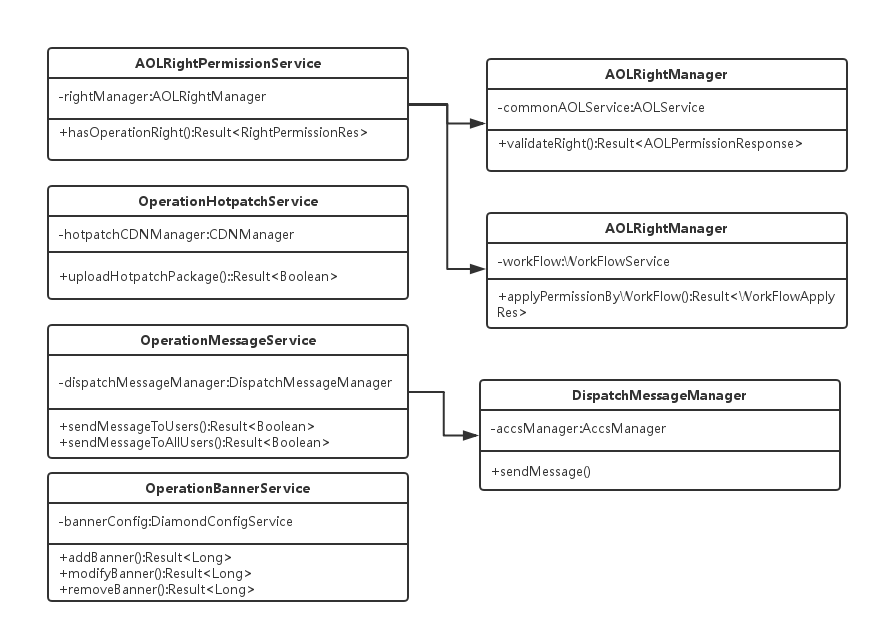 AOLRightPermissionService
-rightManager:AOLRightManager
+hasOperationRight():Result<RightPermissionRes>
AOLRightManager
-commonAOLService:AOLService
+validateRight():Result<AOLPermissionResponse>
OperationHotpatchService
-hotpatchCDNManager:CDNManager
+uploadHotpatchPackage()::Result<Boolean>
AOLRightManager
-workFlow:WorkFlowService
+applyPermissionByWorkFlow():Result<WorkFlowApply
Res>
OperationMessageService
-dispatchMessageManager:DispatchMessageManager
+sendMessageToUsers():Result<Boolean>
+sendMessageToAllUsers():Result<Boolean>
DispatchMessageManager
-accsManager:AccsManager
+sendMessage()
OperationBannerService
-bannerConfig:DiamondConfigService
+addBanner():Result<Long>
+modifyBanner():Result<Long>
+removeBanner():Result<Long>